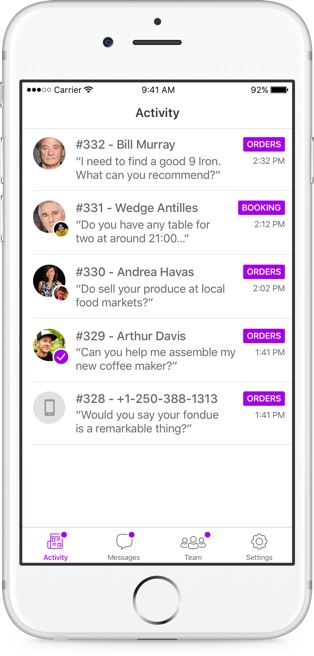 Carrier 9:41 AM 92%
Activity
#332 - Bill Murray ORDERS
“I need to find a good 9 Iron. 2:32 PM
What can you recommend?”
#331 - Wedge Antilles BOOKING
“Do you have any table for 2:12 PM
two at around 21:00...”
#330 - Andrea Havas ORDERS
“Do sell your produce at local 2:02 PM
food markets?”
#329 - Arthur Davis ORDERS
“Can you help me assemble my 1:41 PM
new coffee maker?”
#328 - +1-250-388-1313 ORDERS
“Would you say your fondue 1:41 PM
is a remarkable thing?”
Activity Messages Team Settings